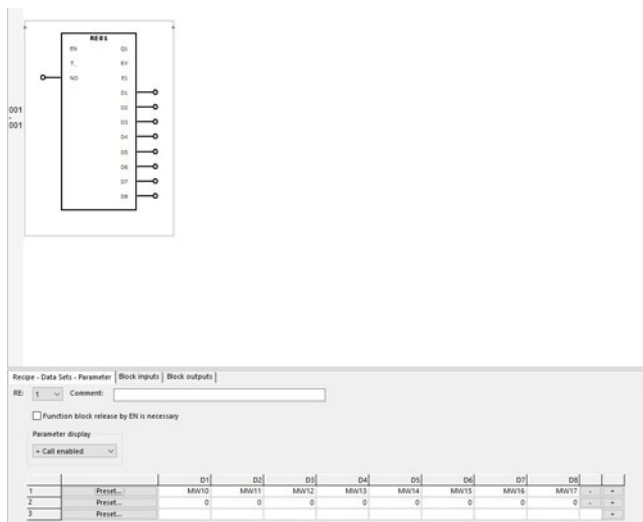 RE01
EN Q1
T_ RY
NO E1
D1
D2
D3
001
-
001
D4
D5
D6
D7
D8
Recipe - Data Sets - Parameter Block inputs Block outputs
RE: 1 Comment:
Function block release by EN is necessary
Parameter display
+ Call enabled
D1 D2 D3 D4 D5 D6 D7 D8
1 Preset... MW10 MW11 MW12 MW13 MW14 MW15 MW16 MW17 - +
2 Preset... 0 0 0 0 0 0 0 0 - +
3 Preset... +